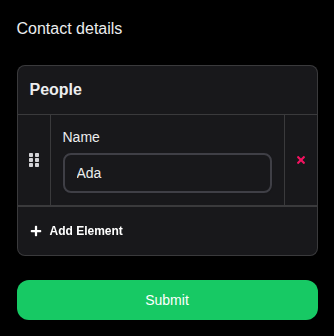 Contact details
People
Name
Ada
Add Element
Submit